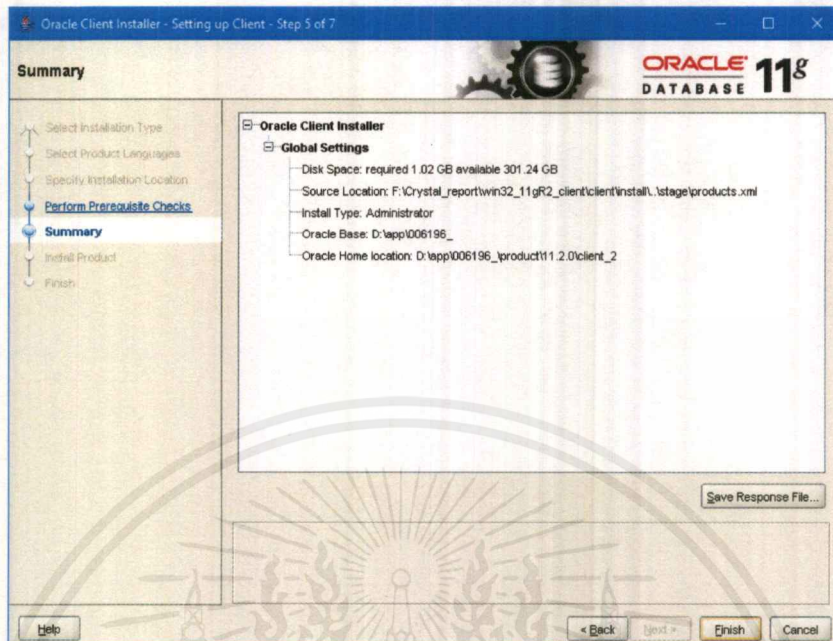 Oracle Client Installer - Setting up Client - Step 5 of 7
Summary
ORACLE 11g
DATABASE
Select Installation Type
Select Product Languages
Specify Installation Location
Perform Prerequisite Checks
Summary
Install Product
Finish
Oracle Client Installer
Global Settings
Disk Space: required 1.02 GB available 301.24 GB
Source Location: F:\Crystal_report\win32_11gR2_client\client\install\..\stage\products.xml
Install Type: Administrator
Oracle Base: D:\app\006196_
Oracle Home location: D:\app\006196_\product\11.2.0\client_2
Save Response File...
Help
< Back
Next >
Finish
Cancel